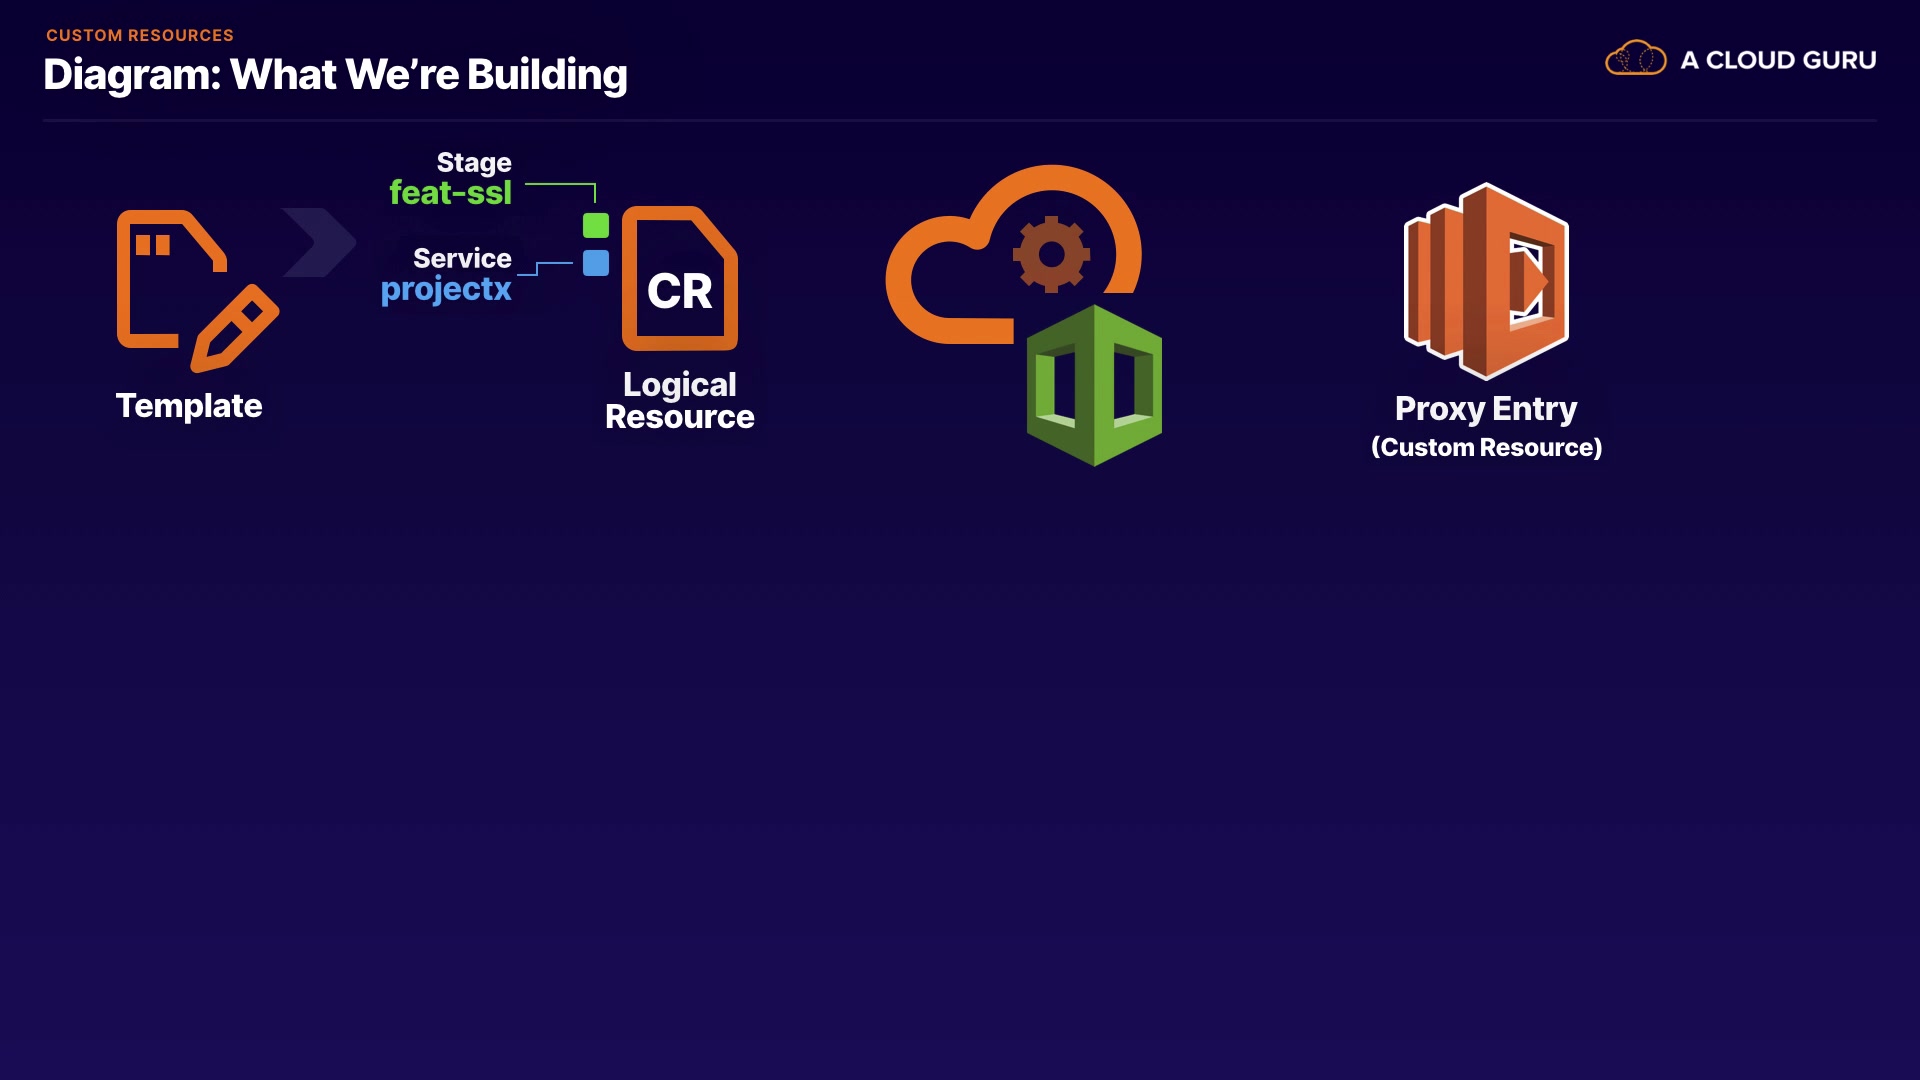 CUSTOM RESOURCES
Diagram: What We’re Building
A CLOUD GURU
Stage
feat-ssl
Service
projectx
CR
Template
Logical
Resource
Proxy Entry
(Custom Resource)